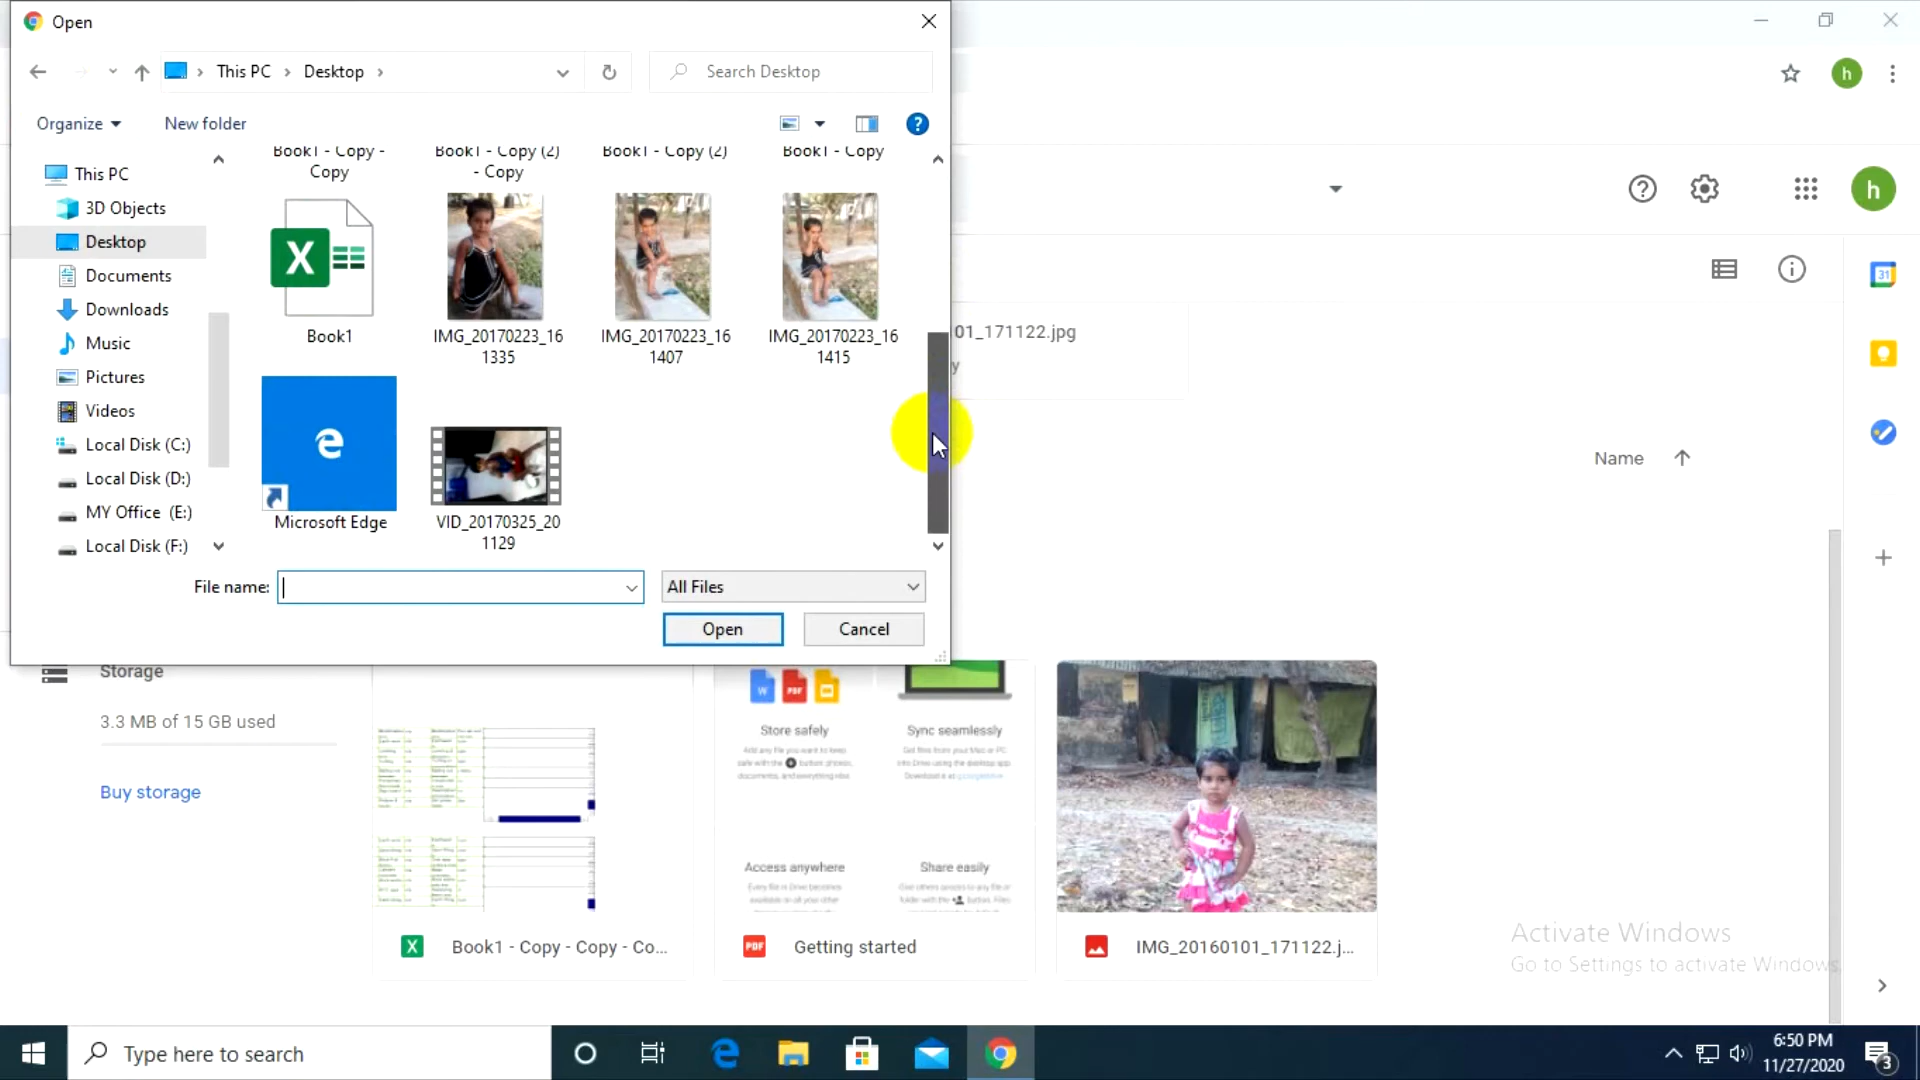 Open
This PC
Desktop
Search Desktop
Organize
New folder
This PC
3D Objects
Desktop
Documents
Downloads
Music
Pictures
Videos
Local Disk (C:)
Local Disk (D:)
MY Office (E:)
Local Disk (F:)
Book1 - Copy -
Copy
Book1 - Copy (2)
- Copy
Book1 - Copy (2)
Book1 - Copy
X
Book1
IMG_20170223_16
1335
IMG_20170223_16
1407
IMG_20170223_16
1415
Microsoft Edge
VID_20170325_20
1129
File name:
All Files
Open
Cancel
h
h
31
01_171122.jpg
y
Name
Storage
3.3 MB of 15 GB used
Buy storage
W
PDF
Store safely
Sync seamlessly
Access anywhere
Share easily
X
Book1 - Copy - Copy - Co...
PDF
Getting started
IMG_20160101_171122.j...
Activate Windows
Go to Settings to activate Windows.
Type here to search
6:50 PM
11/27/2020
3